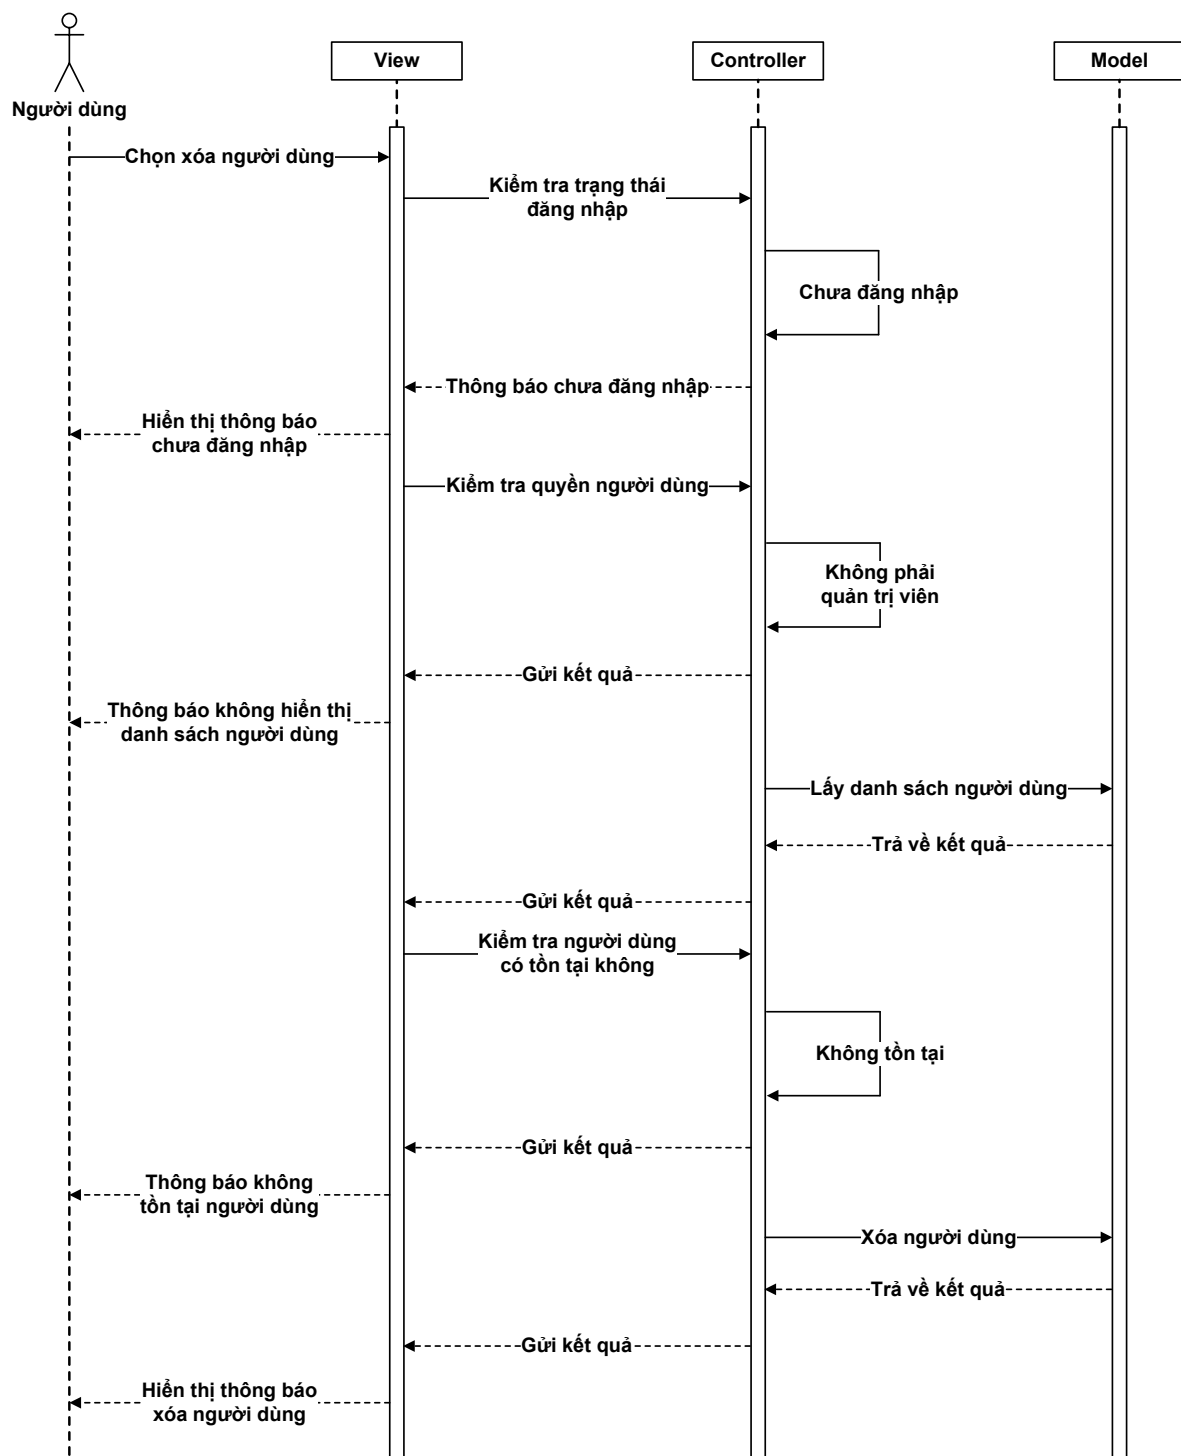 View
Controller
Model
Người dùng
Chọn xóa người dùng
Kiểm tra trạng thái
đăng nhập
Chưa đăng nhập
Thông báo chưa đăng nhập
Hiển thị thông báo
chưa đăng nhập
Kiểm tra quyền người dùng
Không phải
quản trị viên
Gửi kết quả
Thông báo không hiển thị
danh sách người dùng
Lấy danh sách người dùng
Trả về kết quả
Gửi kết quả
Kiểm tra người dùng
có tồn tại không
Không tồn tại
Gửi kết quả
Thông báo không
tồn tại người dùng
Xóa người dùng
Trả về kết quả
Gửi kết quả
Hiển thị thông báo
xóa người dùng